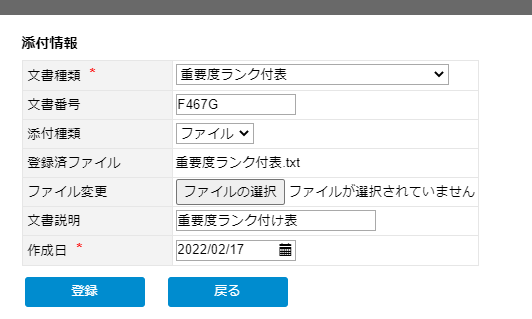 添付情報
文書種類 * 重要度ランク付表
文書番号 F467G
添付種類 ファイル
登録済ファイル 重要度ランク付表.txt
ファイル変更 ファイルの選択 ファイルが選択されていません
文書説明 重要度ランク付け表
作成日 * 2022/02/17
登録 戻る